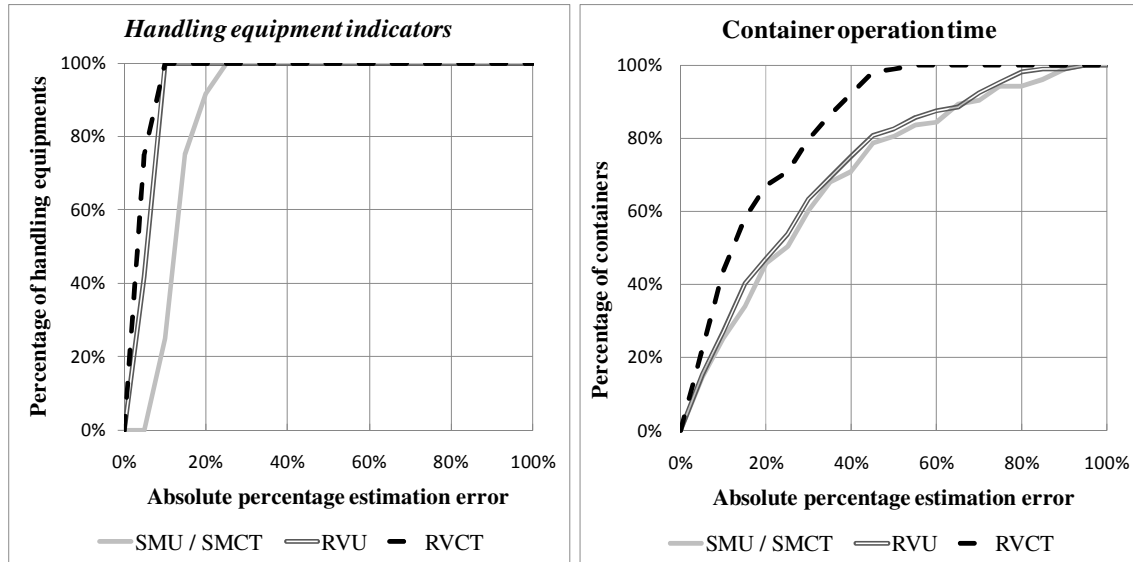 Handling equipment indicators
100%
80%
60%
40%
20%
0%
Percentage of handling equipments
0% 20% 40% 60% 80% 100%
Absolute percentage estimation error
SMU / SMCT RVU RVCT
Container operation time
100%
80%
60%
40%
20%
0%
Percentage of containers
0% 20% 40% 60% 80% 100%
Absolute percentage estimation error
SMU / SMCT RVU RVCT